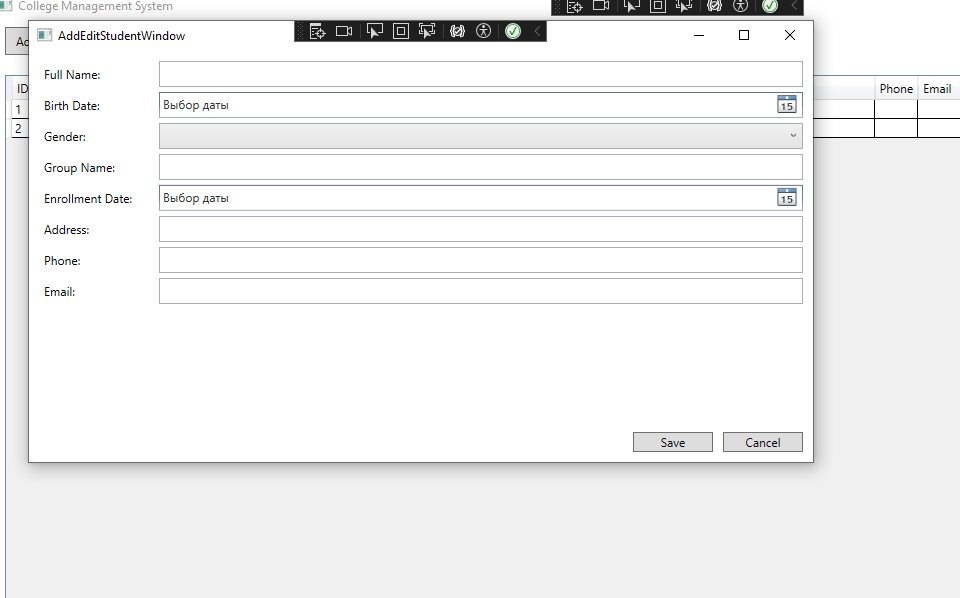 College Management System
AddEditStudentWindow
ID
Phone
Email
1
2
Full Name:
Birth Date:
Выбор даты
15
Gender:
Group Name:
Enrollment Date:
Выбор даты
15
Address:
Phone:
Email:
Save
Cancel